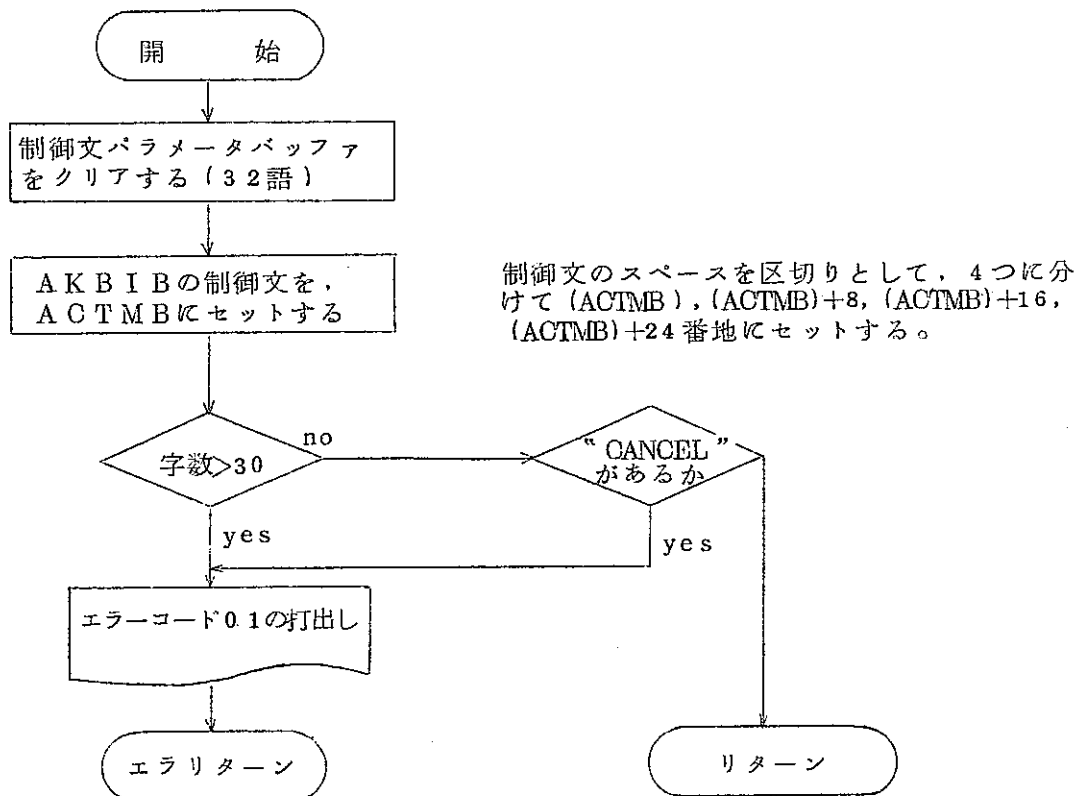 開始
制御文パラメータバッファ
をクリアする(32語)
AKBIBの制御文を,
ACTMBにセットする
制御文のスペースを区切りとして,4つに分
けて(ACTMB),(ACTMB)+8,(ACTMB)+16,
(ACTMB)+24番地にセットする。
字数>30
no
“CANCEL”
があるか
yes
yes
エラーコード01の打出し
エラリターン
リターン